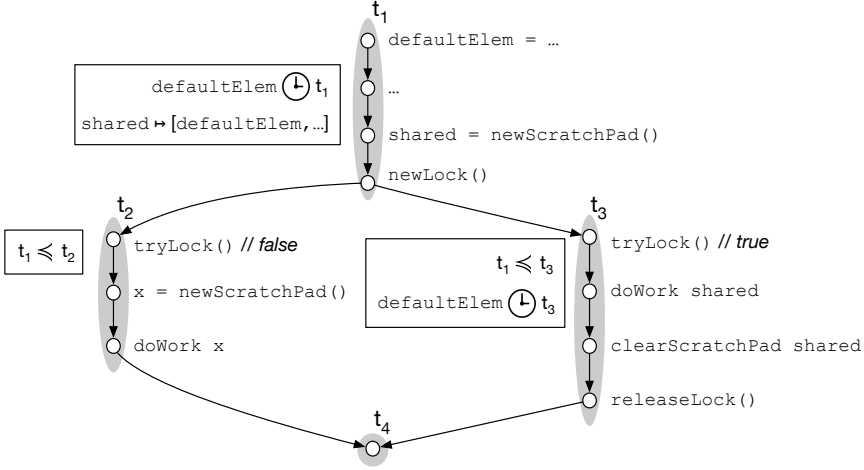 t1
defaultElem = …
defaultElem t1
…
shared ↦ [defaultElem,…]
shared = newScratchPad()
newLock()
t2
t3
t1 ≼ t2
tryLock() // false
t1 ≼ t3
tryLock() // true
x = newScratchPad()
defaultElem t3
doWork shared
doWork x
clearScratchPad shared
releaseLock()
t4